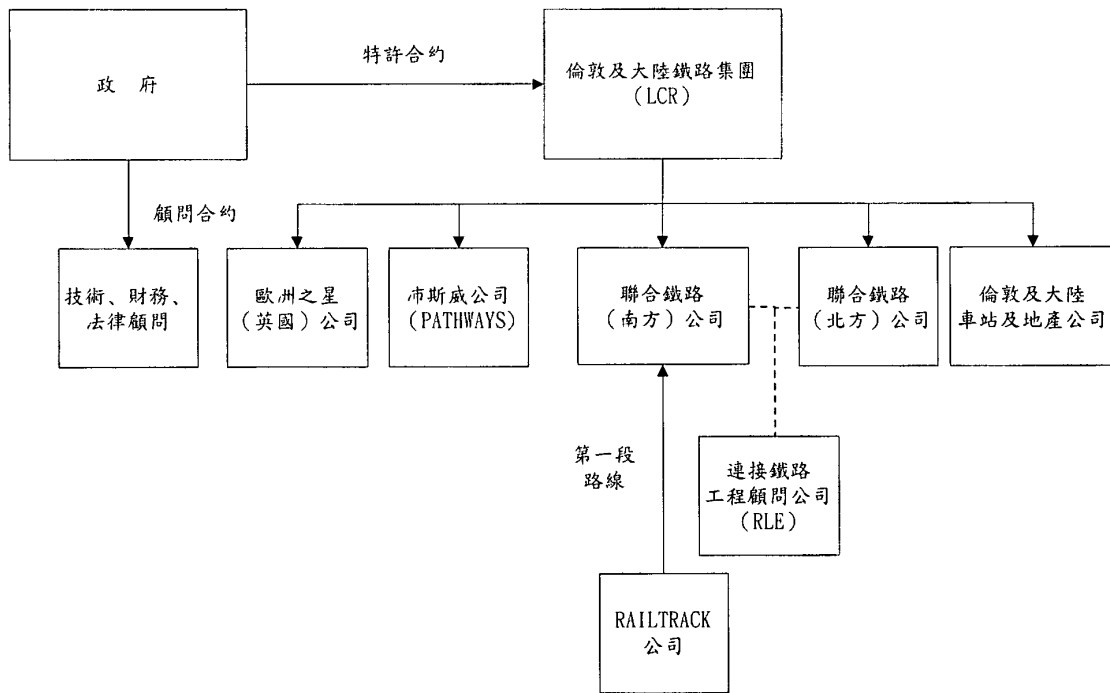 政 府
特許合約
倫敦及大陸鐵路集團
(LCR)
顧問合約
技術、財務、
法律顧問
歐洲之星
(英國)公司
沛斯威公司
(PATHWAYS)
聯合鐵路
(南方)公司
聯合鐵路
(北方)公司
倫敦及大陸
車站及地產公司
第一段
路線
連接鐵路
工程顧問公司
(RLE)
RAILTRACK
公司